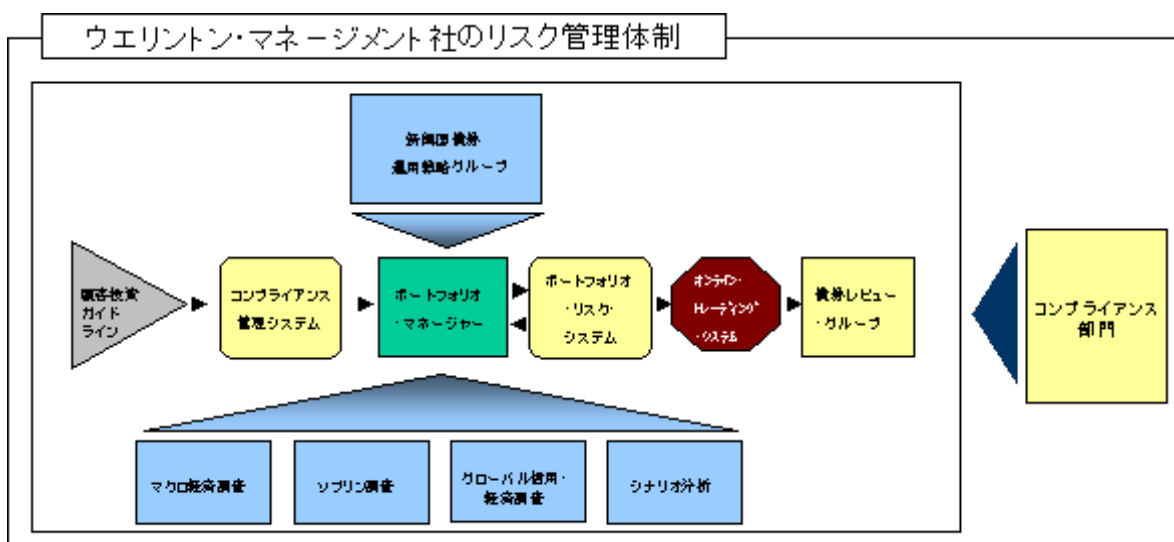 ウエリントン・マネージメント社のリスク管理体制
新興国債券
運用戦略グループ
顧客投資
ガイド
ライン
コンプライアンス
管理システム
ポートフォリオ
・マネージャー
ポートフォリオ
・リスク・
システム
オンライン・
トレーディング
・システム
債券レビュー
・グループ
コンプライアンス
部門
マクロ経済調査
ソブリン調査
グローバル信用・
経済調査
シナリオ分析